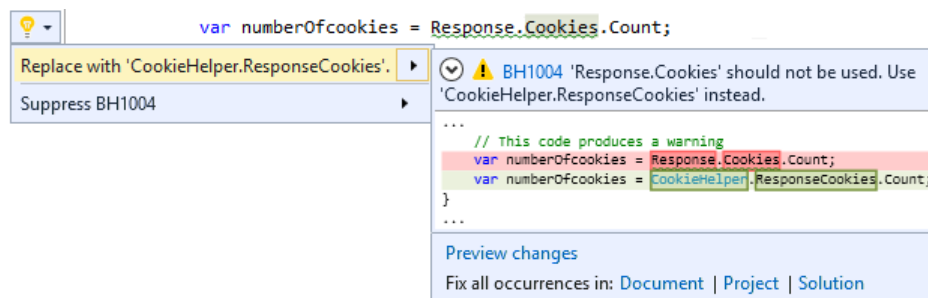 var numberOfcookies = Response.Cookies.Count;
Replace with 'CookieHelper.ResponseCookies'.
Suppress BH1004
BH1004 'Response.Cookies' should not be used. Use
'CookieHelper.ResponseCookies' instead.
...
// This code produces a warning
var numberOfcookies = Response.Cookies.Count;
var numberOfcookies = CookieHelper.ResponseCookies.Count;
}
...
Preview changes
Fix all occurrences in: Document | Project | Solution